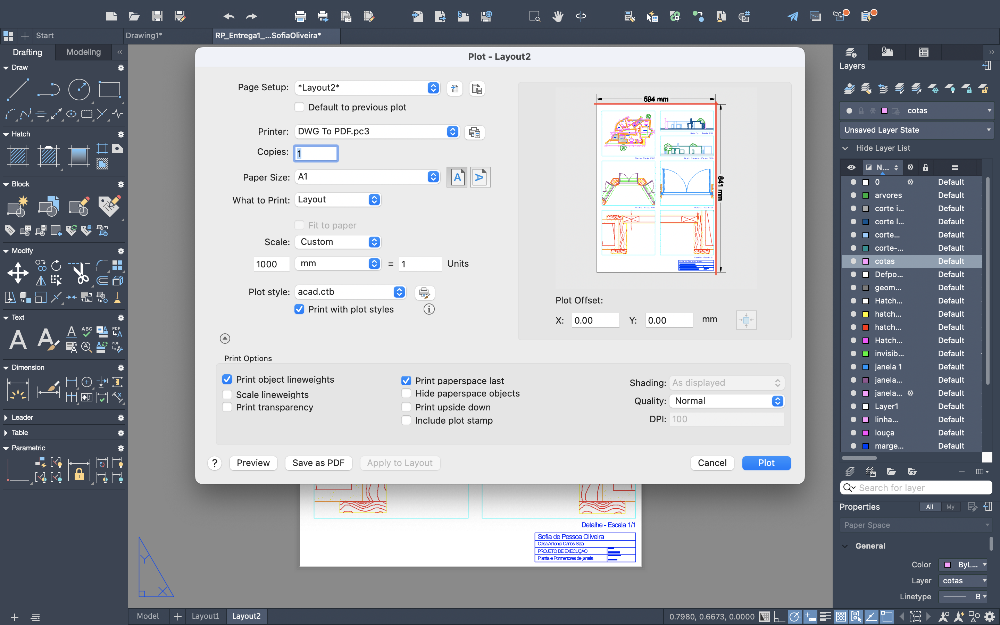 Start
Drawing1*
RP_Entrega1_...SofiaOliveira*
Drafting
Modeling
Draw
Hatch
Block
Modify
Text
ABC
PDF
PDF
Dimension
Leader
Table
Parametric
Plot - Layout2
Page Setup: *Layout2*
Default to previous plot
Printer: DWG To PDF.pc3
Copies: 1
Paper Size: A1
What to Print: Layout
Fit to paper
Scale: Custom
1000 mm = 1 Units
Plot style: acad.ctb
Print with plot styles
594 mm
841 mm
Plot Offset:
X: 0.00 Y: 0.00 mm
Print Options
Print object lineweights
Scale lineweights
Print transparency
Print paperspace last
Hide paperspace objects
Print upside down
Include plot stamp
Shading: As displayed
Quality: Normal
DPI: 100
? Preview Save as PDF Apply to Layout Cancel Plot
Detalhe - Escala 1/1
Sofia de Pessoa Oliveira
Casa António Carlos Siza
PROJETO DE EXECUÇÃO
Planta e Pormenores de janela
Y
X
Model
Layout1
Layout2
0.7980, 0.6673, 0.0000
Layers
cotas
Unsaved Layer State
Hide Layer List
N...
0 Default
arvores Default
corte i... Default
corte l... Default
corte... Default
corte-... Default
cotas Default
Defpo... Default
geom... Default
Hatch... Default
hatch... Default
hatch... Default
Hatch... Default
invisib... Default
janela 1 Default
janela... Default
janela... Default
Layer1 Default
linha... Default
louça Default
marge... Default
Search for layer
Properties All My
Paper Space
General
Color ByL...
Layer cotas
Linetype B